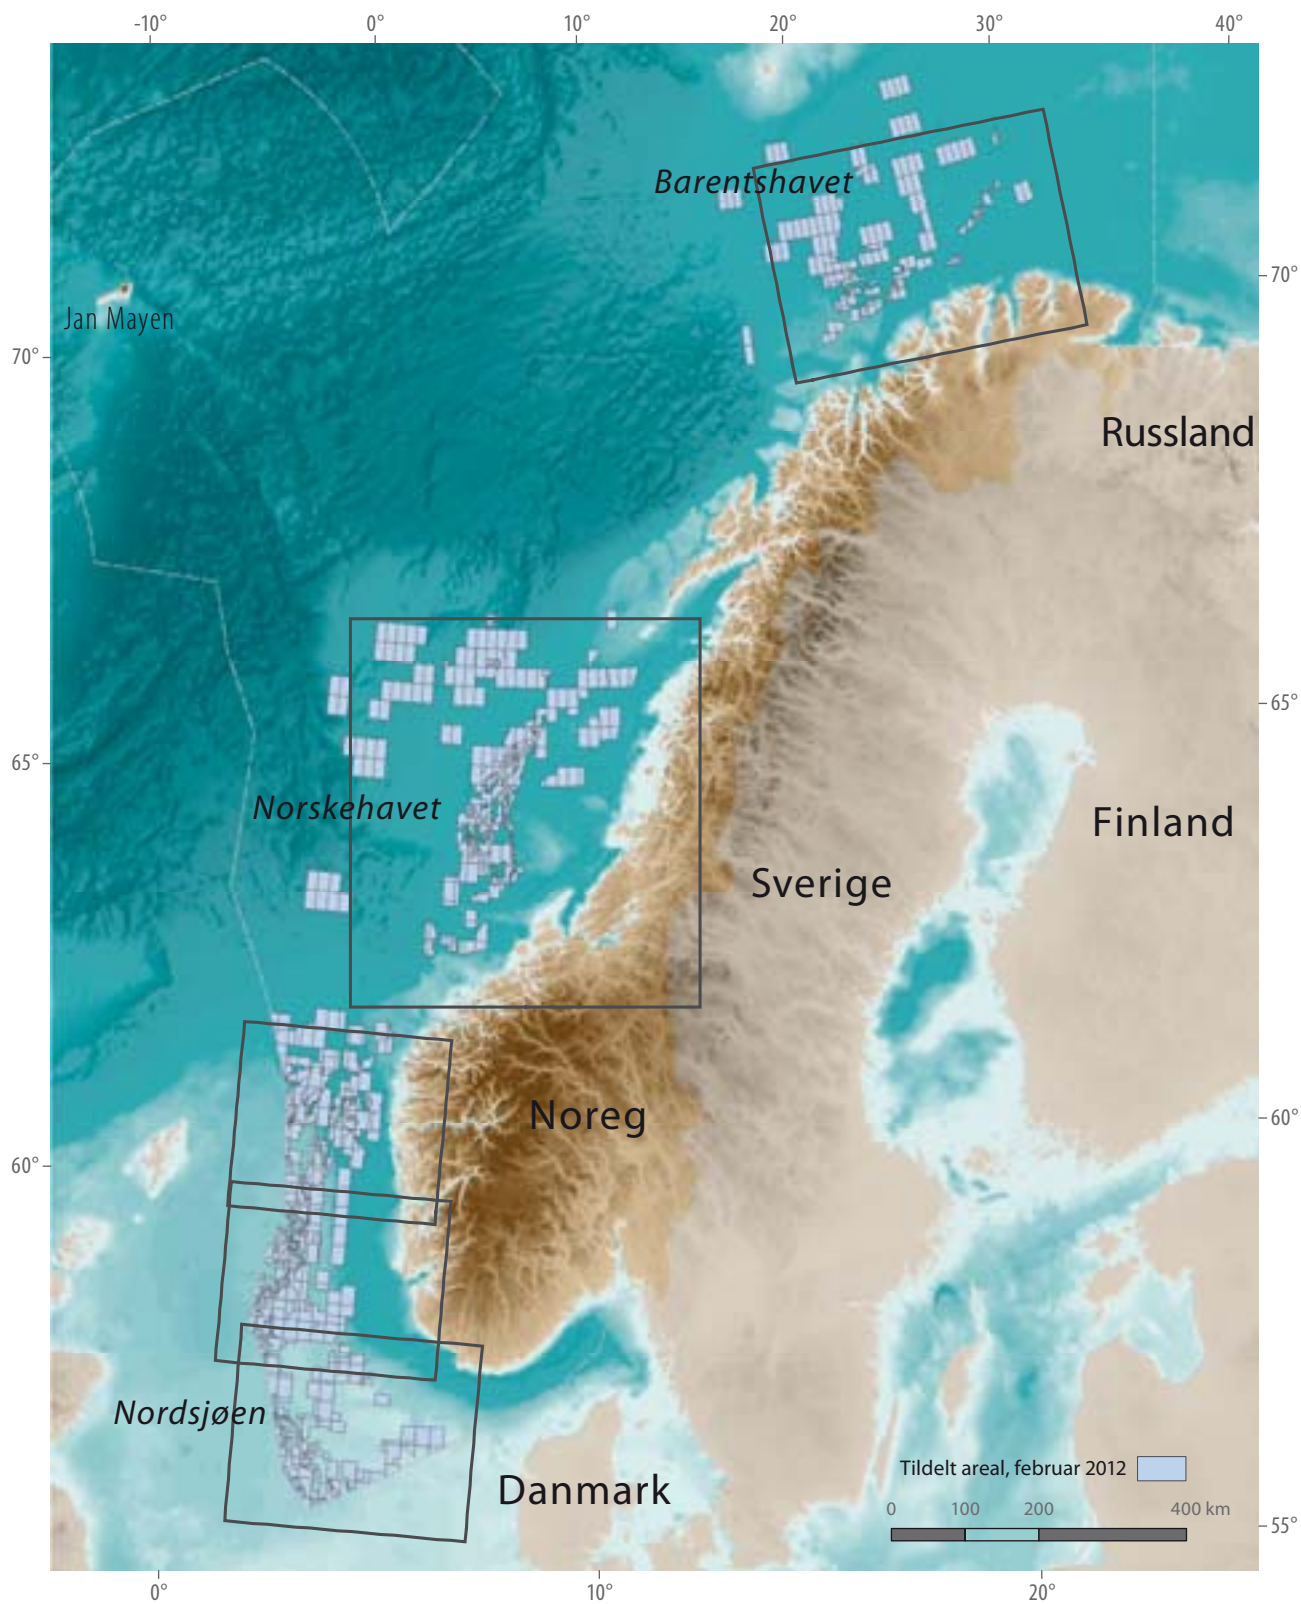 -10° 0° 10° 20° 30° 40°
Barentshavet
70°
Jan Mayen
70°
Russland
65°
65°
Norskehavet
Finland
Sverige
Noreg
60°
60°
Nordsjøen
Tildelt areal, februar 2012
Danmark
0 100 200 400 km
55°
0° 10° 20°